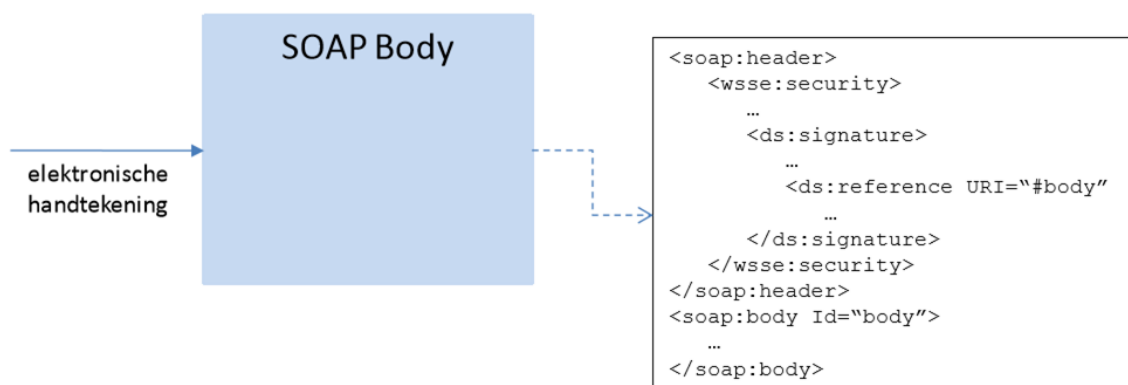 SOAP Body
elektronische
handtekening
<soap:header>
<wsse:security>
…
<ds:signature>
…
<ds:reference URI=“#body”
…
</ds:signature>
</wsse:security>
</soap:header>
<soap:body Id=“body”>
…
</soap:body>